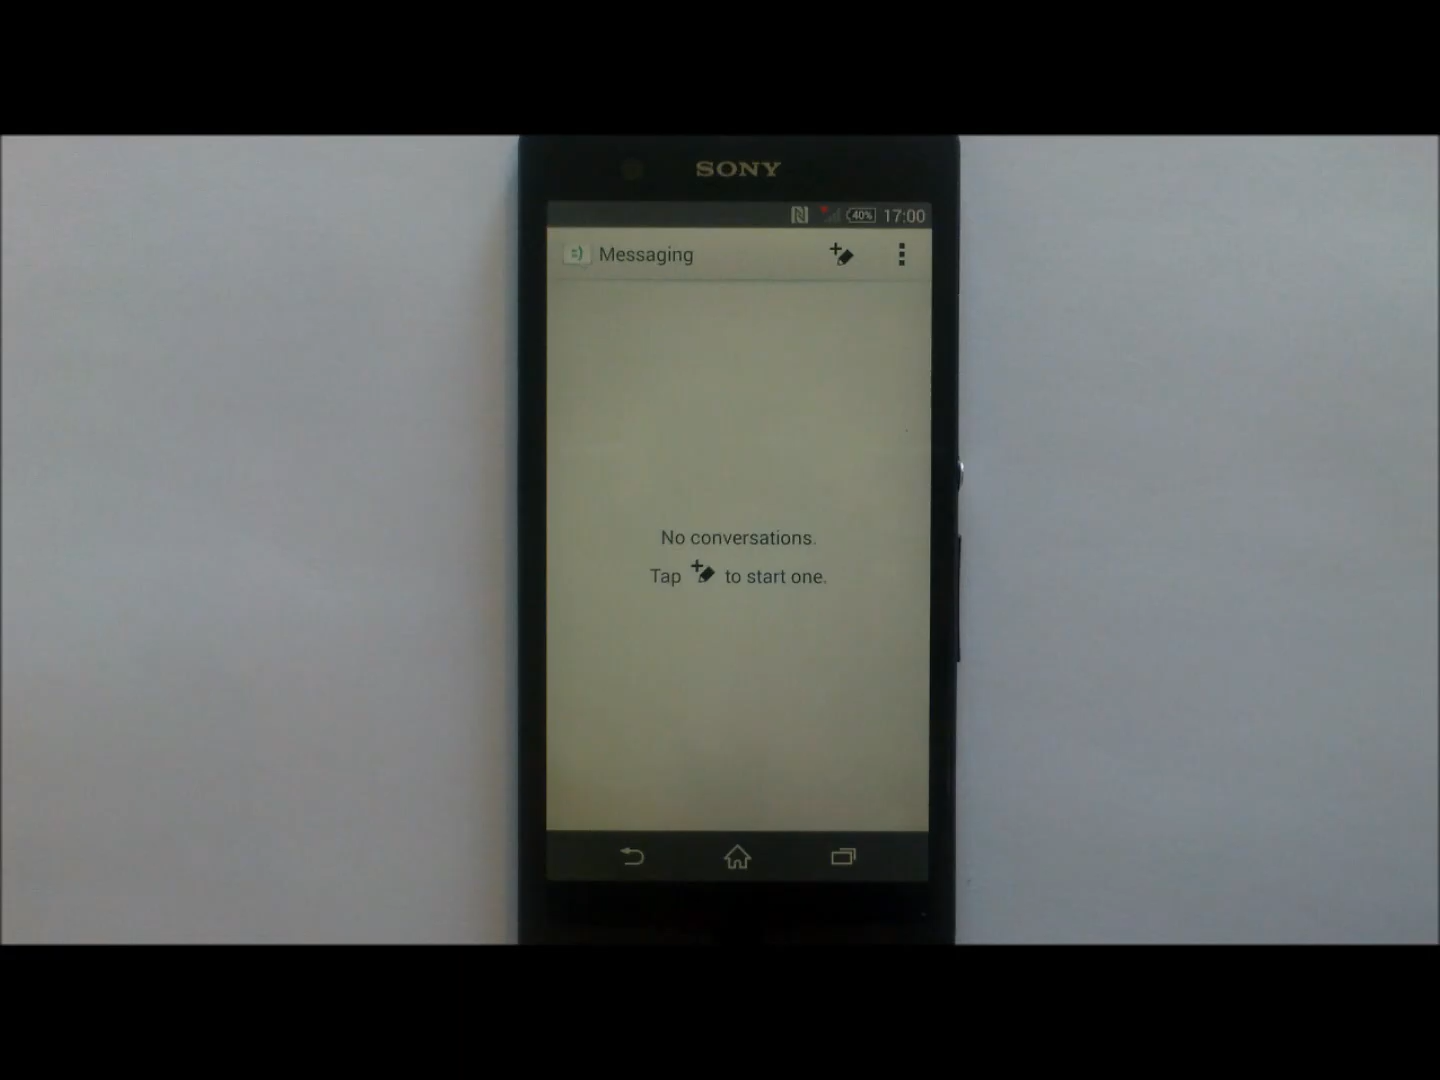 SONY
40% 17:00
Messaging
No conversations.
Tap to start one.